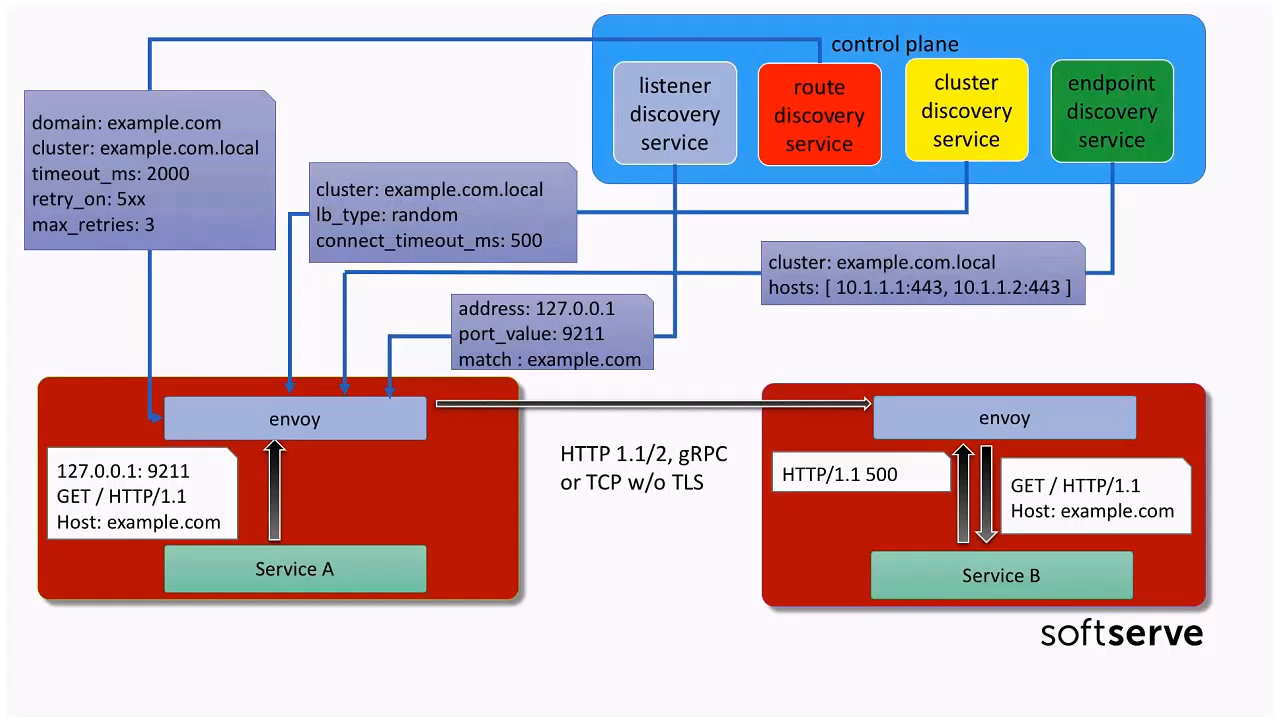 control plane
listener
discovery
service
route
discovery
service
cluster
discovery
service
endpoint
discovery
service
domain: example.com
cluster: example.com.local
timeout_ms: 2000
retry_on: 5xx
max_retries: 3
cluster: example.com.local
lb_type: random
connect_timeout_ms: 500
cluster: example.com.local
hosts: [ 10.1.1.1:443, 10.1.1.2:443 ]
address: 127.0.0.1
port_value: 9211
match : example.com
envoy
127.0.0.1: 9211
GET / HTTP/1.1
Host: example.com
Service A
HTTP 1.1/2, gRPC
or TCP w/o TLS
envoy
HTTP/1.1 500
GET / HTTP/1.1
Host: example.com
Service B
softserve